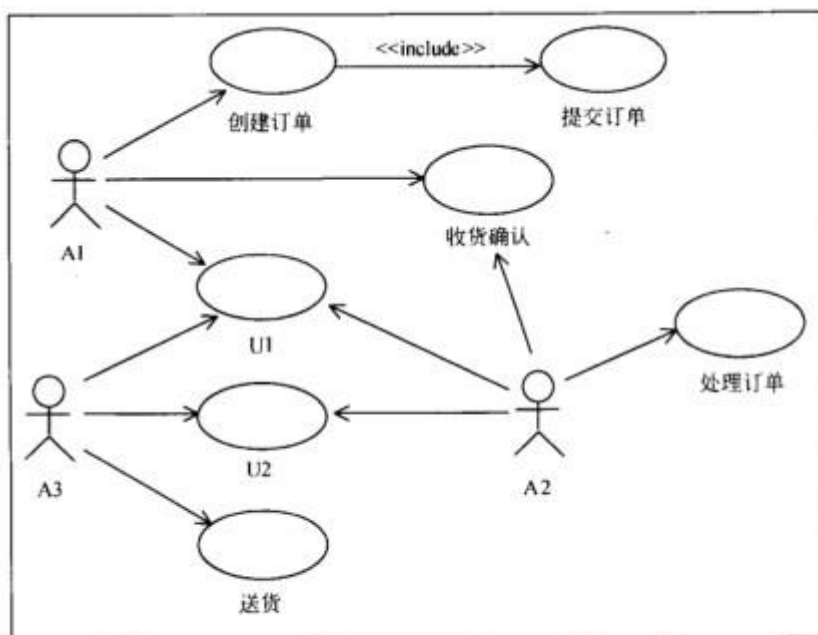 <<include>>
创建订单
提交订单
A1
收货确认
U1
处理订单
A3
U2
A2
送货